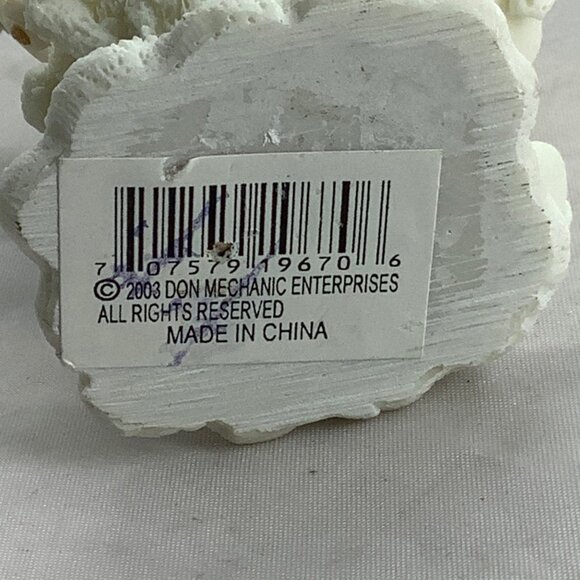 7 07579 19670 6
© 2003 DON MECHANIC ENTERPRISES
ALL RIGHTS RESERVED
MADE IN CHINA